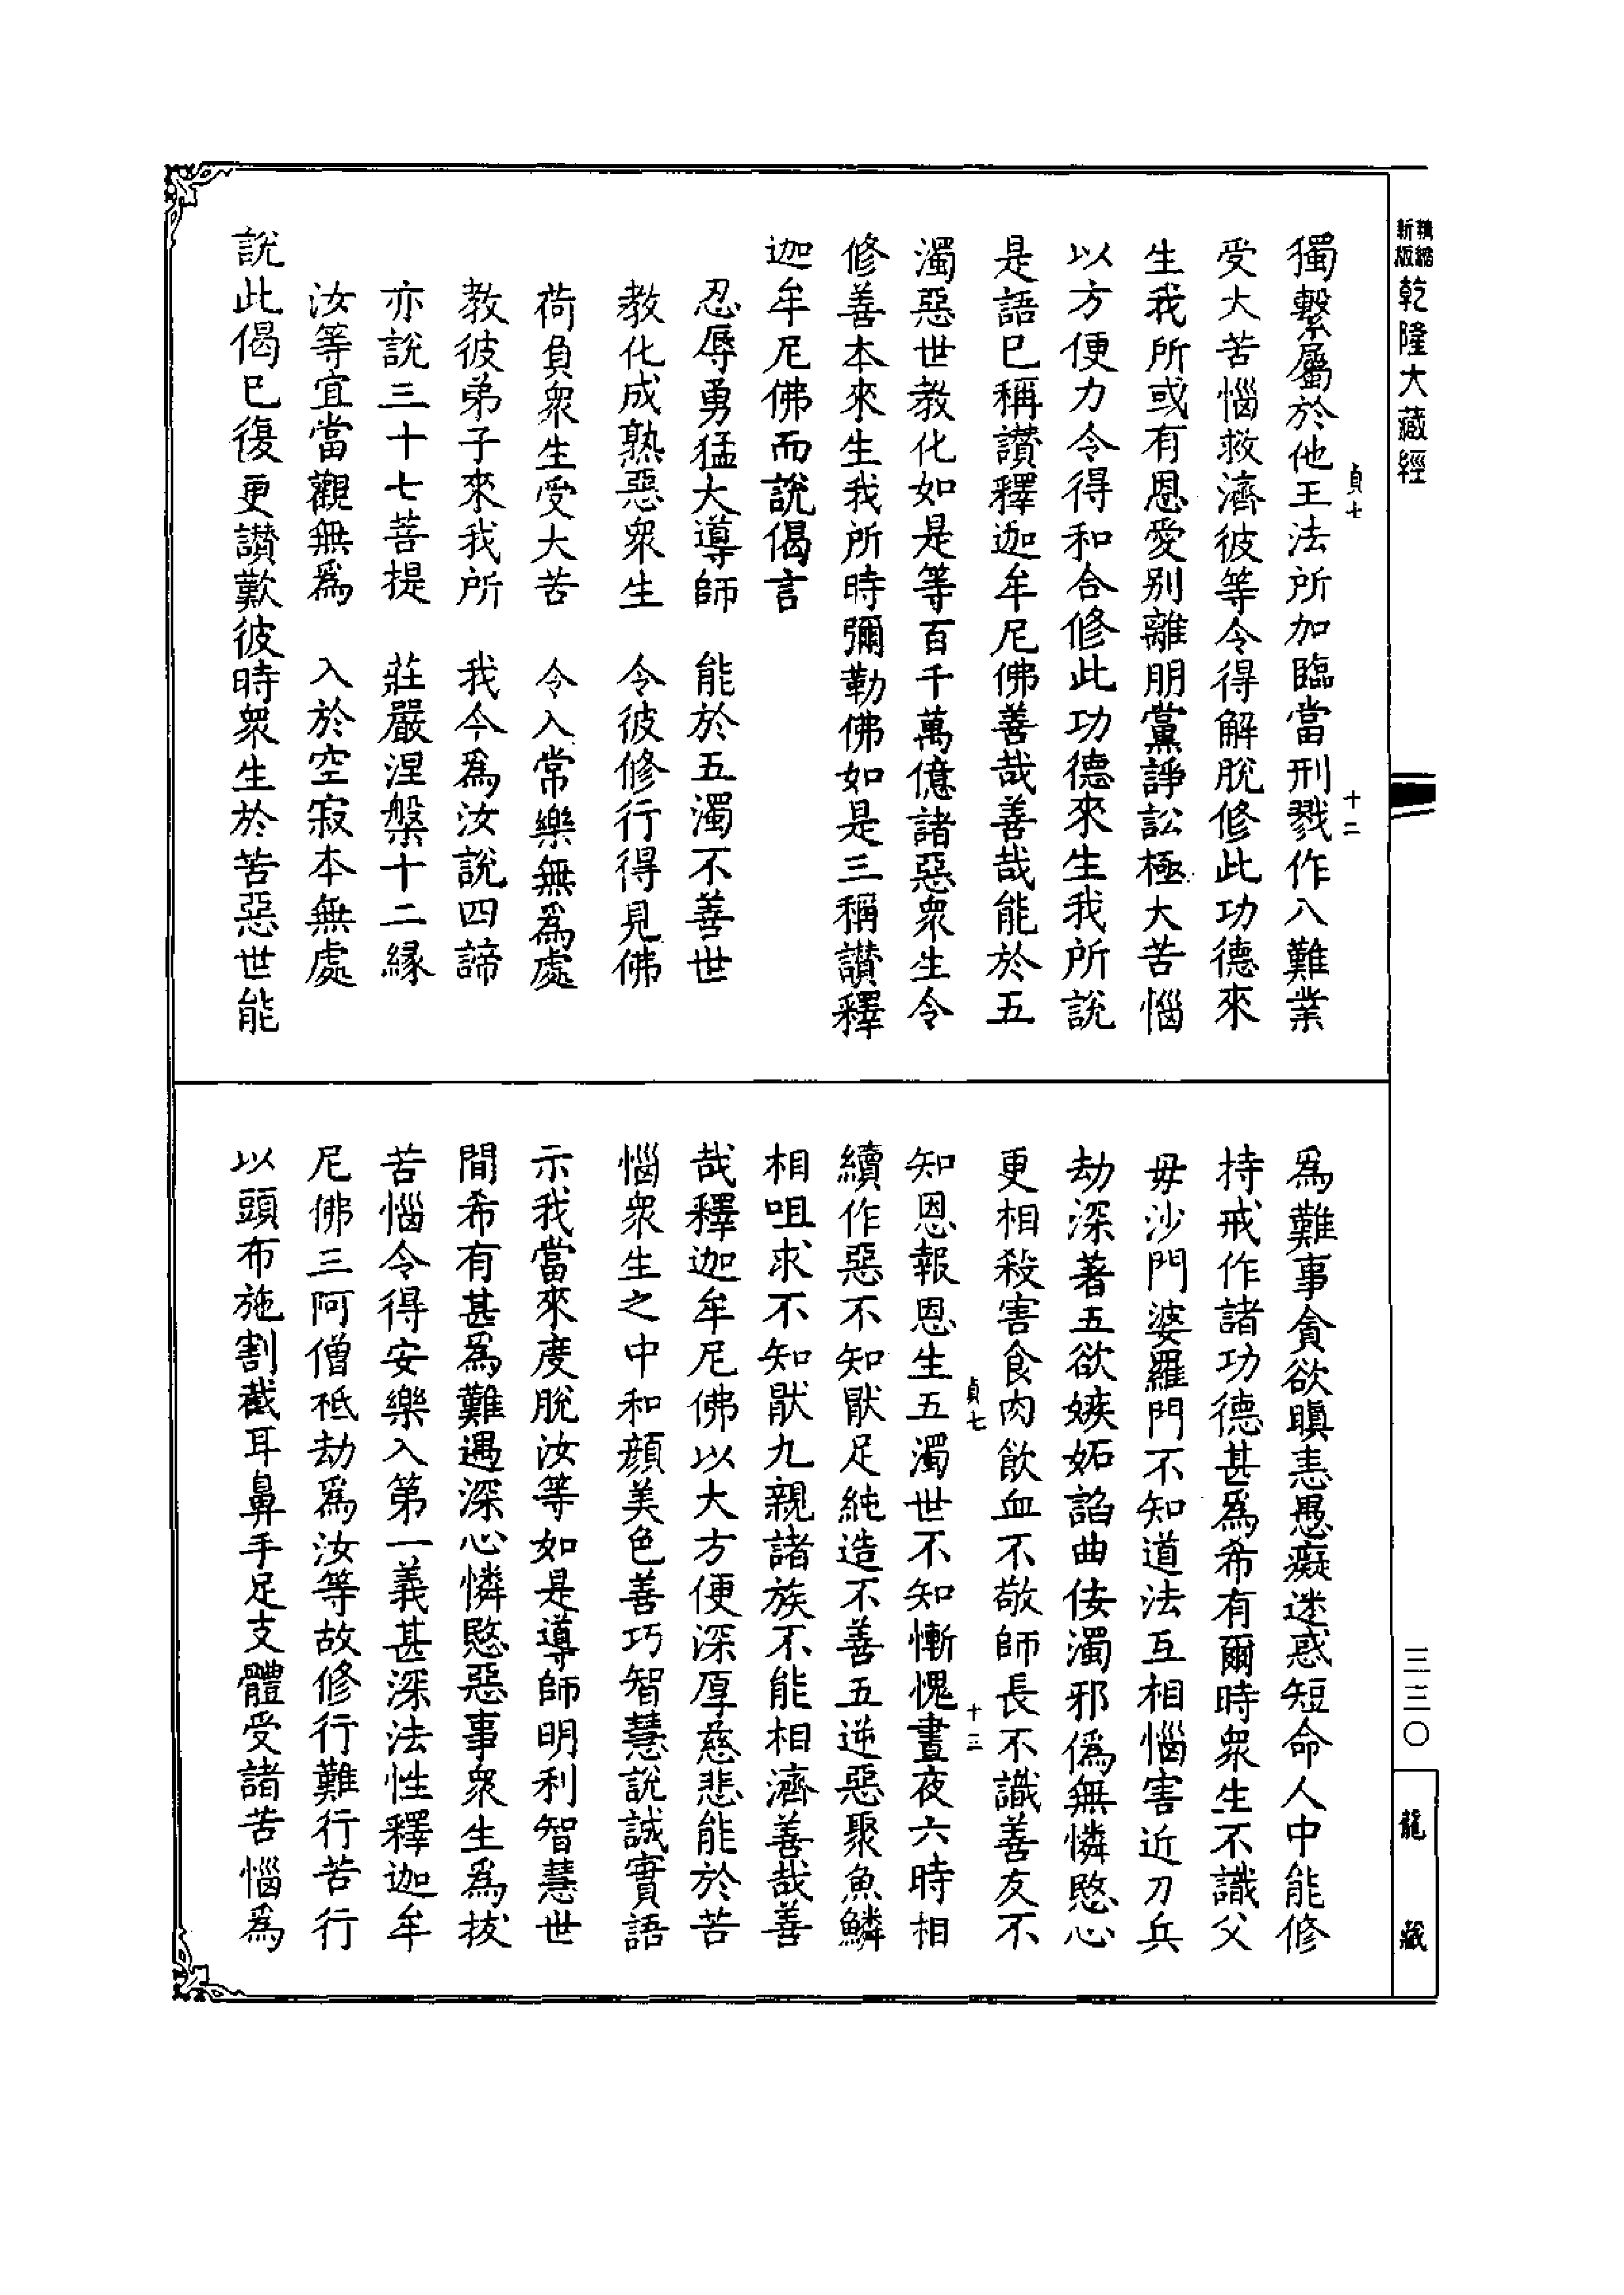 新版
乾隆大藏經
貞七
十二
獨繫屬於他王法所加臨當刑戮作八難業
受大苦惱救濟彼等令得解脫修此功德來
生我所或有恩愛别離朋黨諍訟極大苦惱
以方便力令得和合修此功德來生我所說
是語已稱讚釋迦牟尼佛善哉善哉能於五
濁惡世教化如是等百千萬億諸惡衆生令
修善本來生我所時彌勒佛如是三稱讚釋
迦牟尼佛而說偈言
忍辱勇猛大導師　能於五濁不善世
教化成熟惡衆生　令彼修行得見佛
荷負衆生受大苦　令入常樂無爲處
教彼弟子來我所　我今爲汝說四諦
亦說三十七菩提　莊嚴涅槃十二緣
汝等宜當觀無爲　入於空寂本無處
說此偈已復更讚歎彼時衆生於苦惡世能
爲難事貪欲瞋恚愚癡迷惑短命人中能修
持戒作諸功德甚爲希有爾時衆生不識父
毋沙門婆羅門不知道法互相惱害近刀兵
劫深著五欲嫉妬諂曲佞濁邪僞無憐愍心
更相殺害食肉飲血不敬師長不識善友不
貞七
十三
知恩報恩生五濁世不知慚愧晝夜六時相
續作惡不知猒足純造不善五逆惡聚魚鱗
相咀求不知猒九親諸族不能相濟善哉善
哉釋迦牟尼佛以大方便深厚慈悲能於苦
惱衆生之中和顏美色善巧智慧說誠實語
示我當來度脫汝等如是導師明利智慧世
間希有甚爲難遇深心憐愍惡事衆生爲拔
苦惱令得安樂入第一義甚深法性釋迦牟
尼佛三阿僧祇劫爲汝等故修行難行苦行
以頭布施割截耳鼻手足支體受諸苦惱爲
三三〇
龍藏